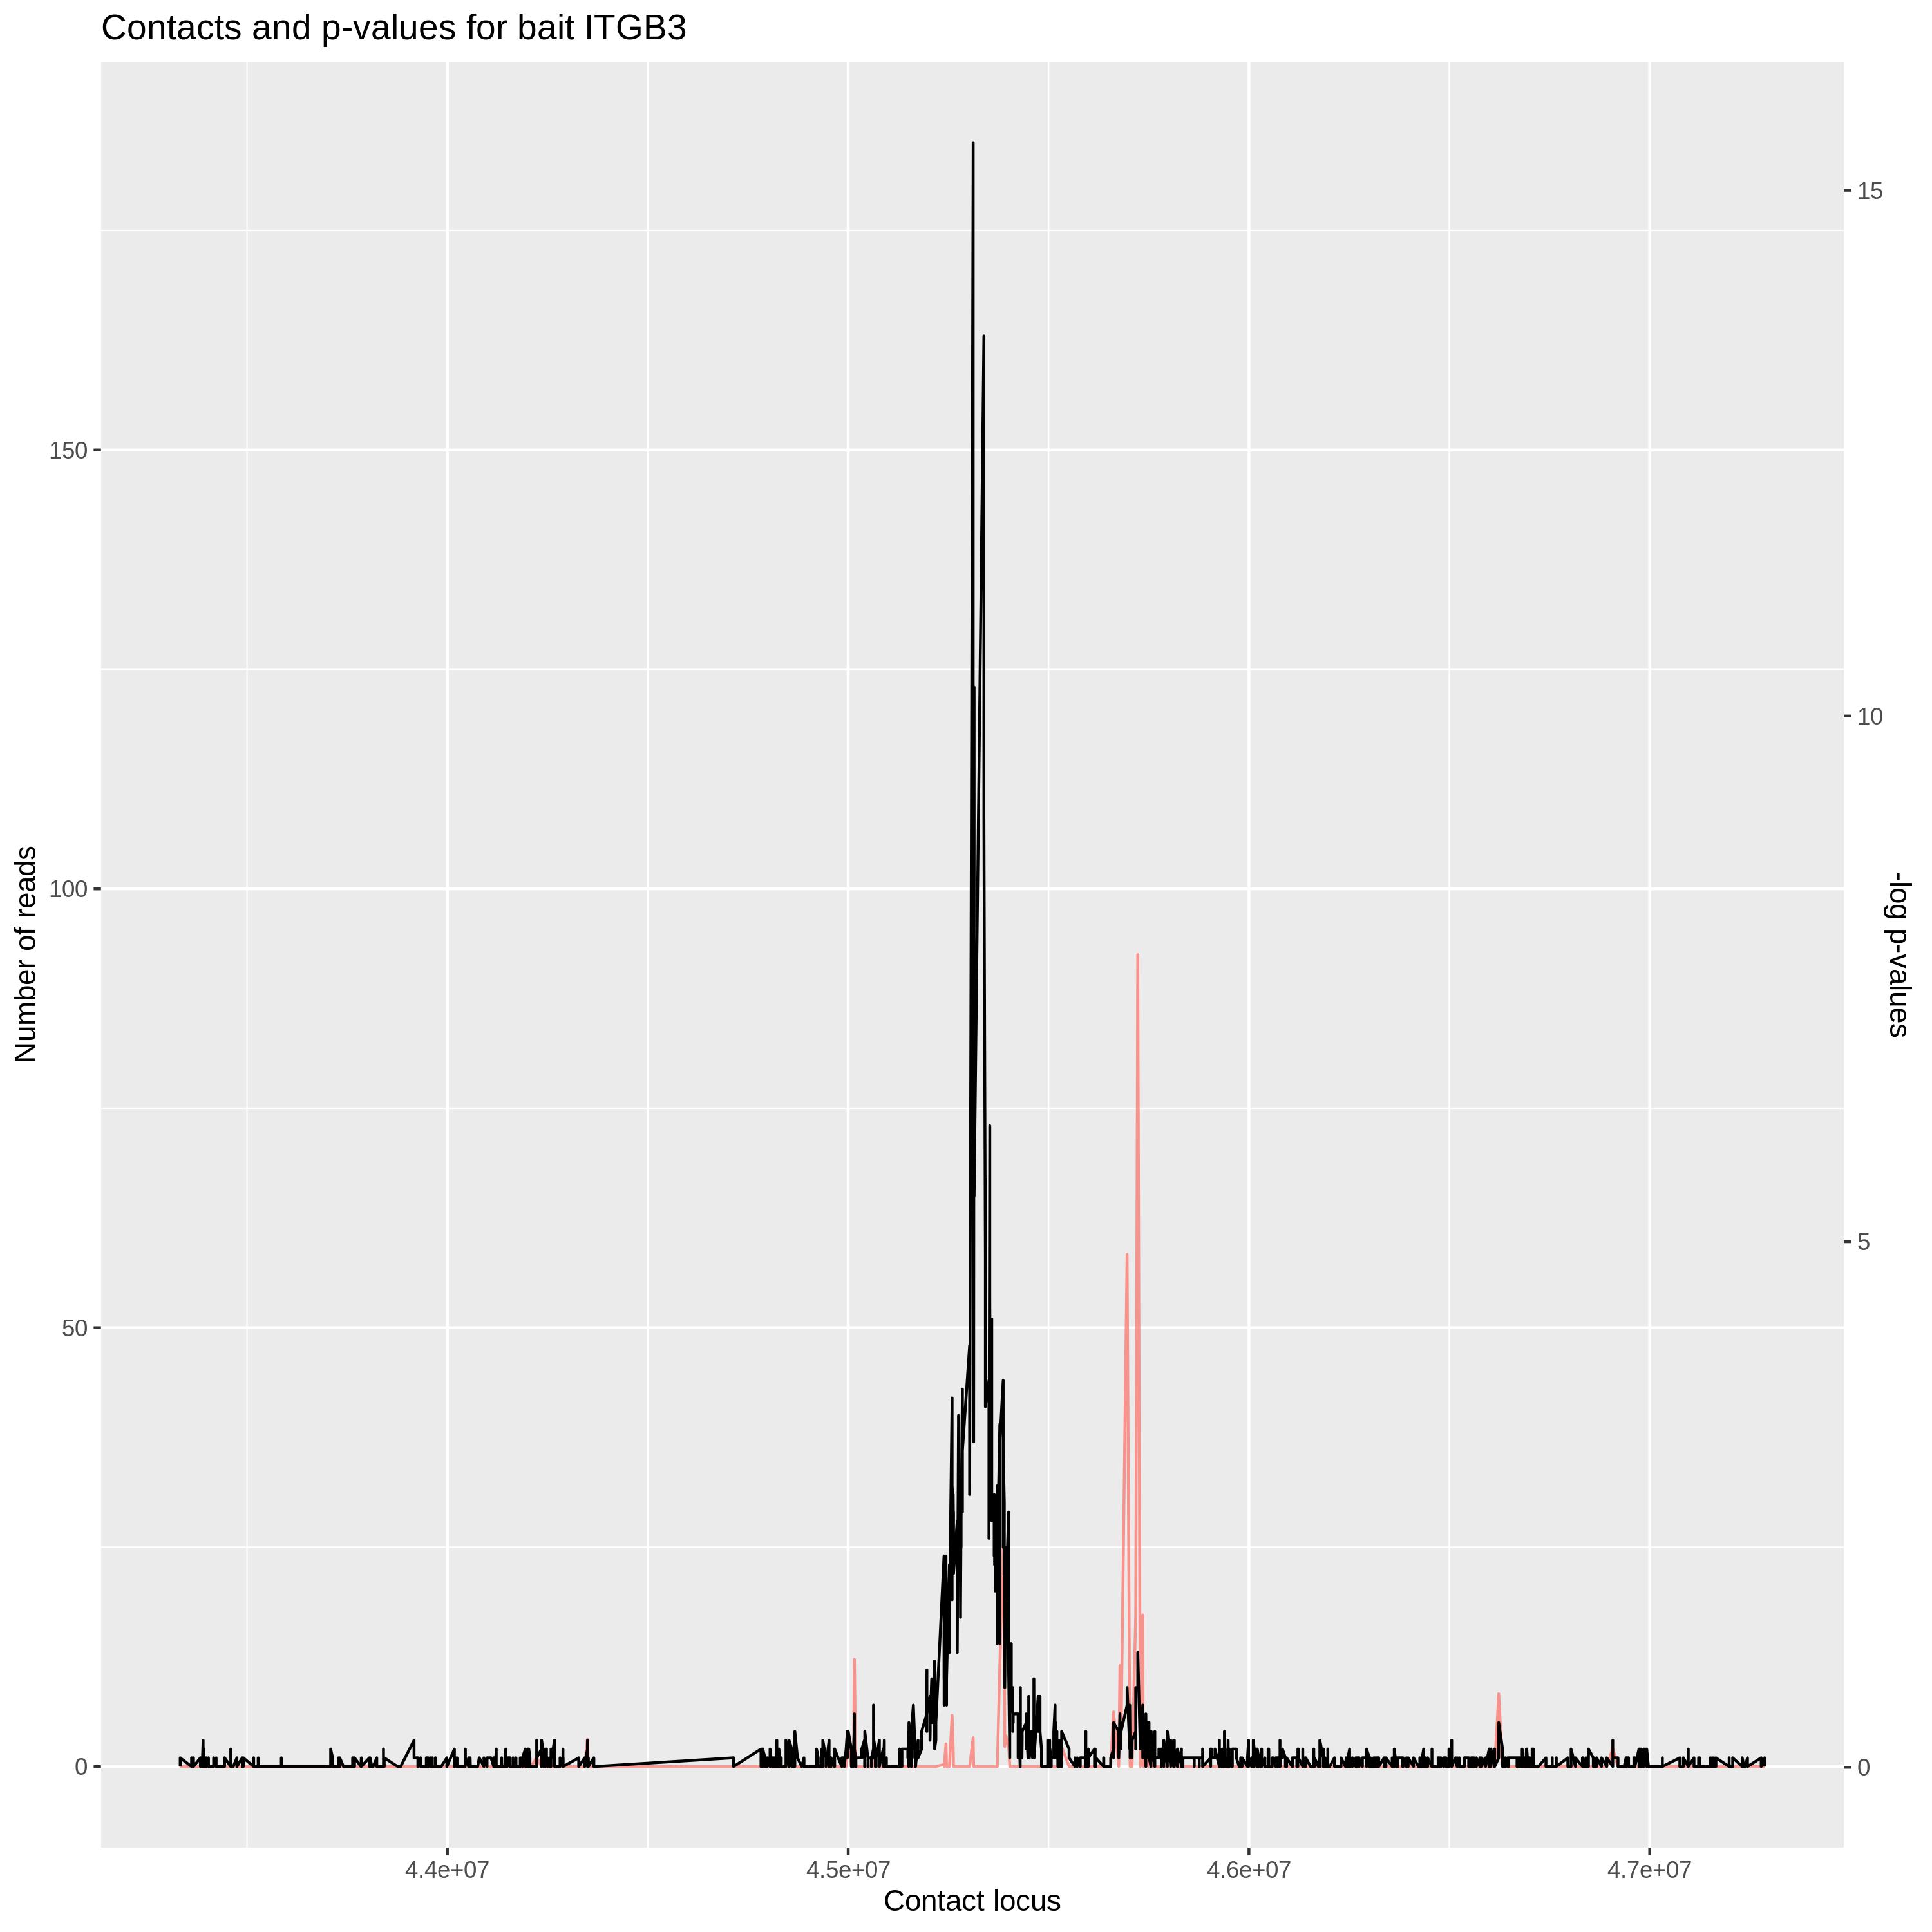 Contacts and p-values for bait ITGB3
Number of reads
150
100
50
0
15
10
5
0
-log p-values
4.4e+07
4.5e+07
4.6e+07
4.7e+07
Contact locus